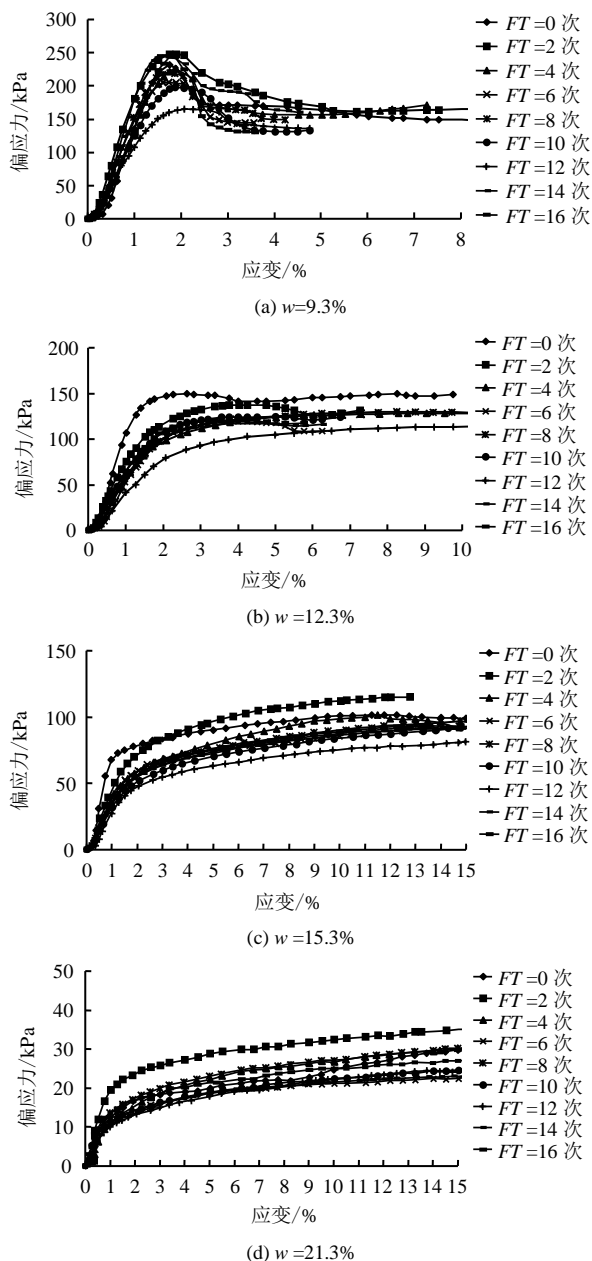 300
250
200
150
100
50
0
偏应力/kPa
0 1 2 3 4 5 6 7 8
应变/%
FT =0 次
FT =2 次
FT =4 次
FT =6 次
FT =8 次
FT =10 次
FT =12 次
FT =14 次
FT =16 次
(a) w=9.3%
200
150
100
50
0
偏应力/kPa
0 1 2 3 4 5 6 7 8 9 10
应变/%
FT =0 次
FT =2 次
FT =4 次
FT =6 次
FT =8 次
FT =10 次
FT =12 次
FT =14 次
FT =16 次
(b) w =12.3%
150
100
50
0
偏应力/kPa
0 1 2 3 4 5 6 7 8 9 10 11 12 13 14 15
应变/%
FT =0 次
FT =2 次
FT =4 次
FT =6 次
FT =8 次
FT =10 次
FT =12 次
FT =14 次
FT =16 次
(c) w =15.3%
50
40
30
20
10
0
偏应力/kPa
0 1 2 3 4 5 6 7 8 9 10 11 12 13 14 15
应变/%
FT =0 次
FT =2 次
FT =4 次
FT =6 次
FT =8 次
FT =10 次
FT =12 次
FT =14 次
FT =16 次
(d) w =21.3%